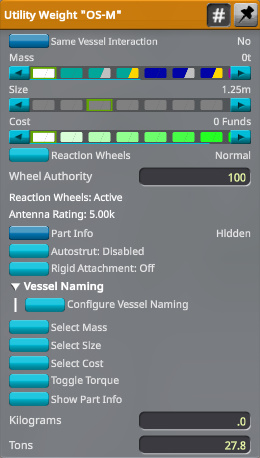 Utility Weight "OS-M" #
Same Vessel Interaction No
Mass 0t
Size 1.25m
Cost 0 Funds
Reaction Wheels Normal
Wheel Authority 100
Reaction Wheels: Active
Antenna Rating: 5.00k
Part Info Hidden
Autostrut: Disabled
Rigid Attachment: Off
Vessel Naming
Configure Vessel Naming
Select Mass
Select Size
Select Cost
Toggle Torque
Show Part Info
Kilograms .0
Tons 27.8